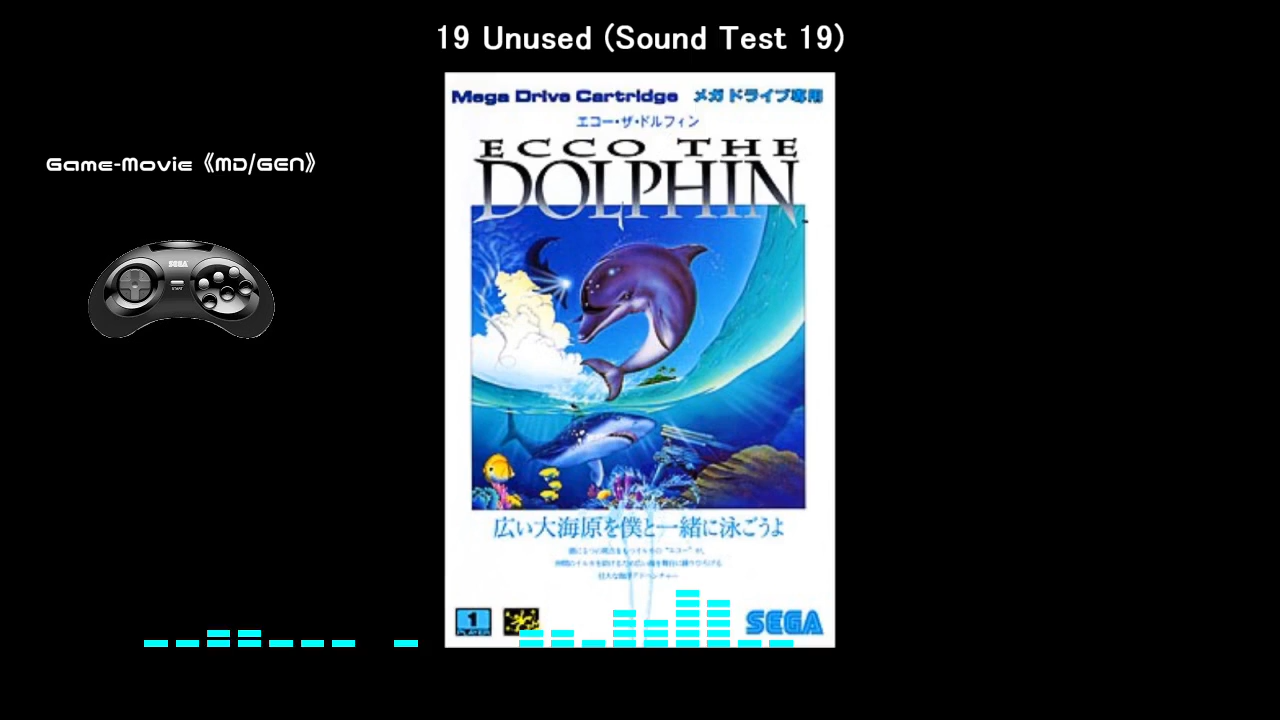 19 Unused (Sound Test 19)
Mega Drive Cartridge メガドライブ専用
エコー・ザ・ドルフィン
ECCO THE
DOLPHIN
Game-Movie《MD/GEN》
SEGA
START
広い大海原を僕と一緒に泳ごうよ
1
PLAYER
SEGA